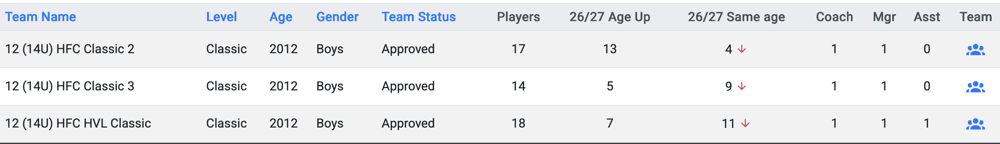 Team Name Level Age Gender Team Status Players 26/27 Age Up 26/27 Same age Coach Mgr Asst Team
12 (14U) HFC Classic 2 Classic 2012 Boys Approved 17 13 4 1 1 0
12 (14U) HFC Classic 3 Classic 2012 Boys Approved 14 5 9 1 1 0
12 (14U) HFC HVL Classic Classic 2012 Boys Approved 18 7 11 1 1 1